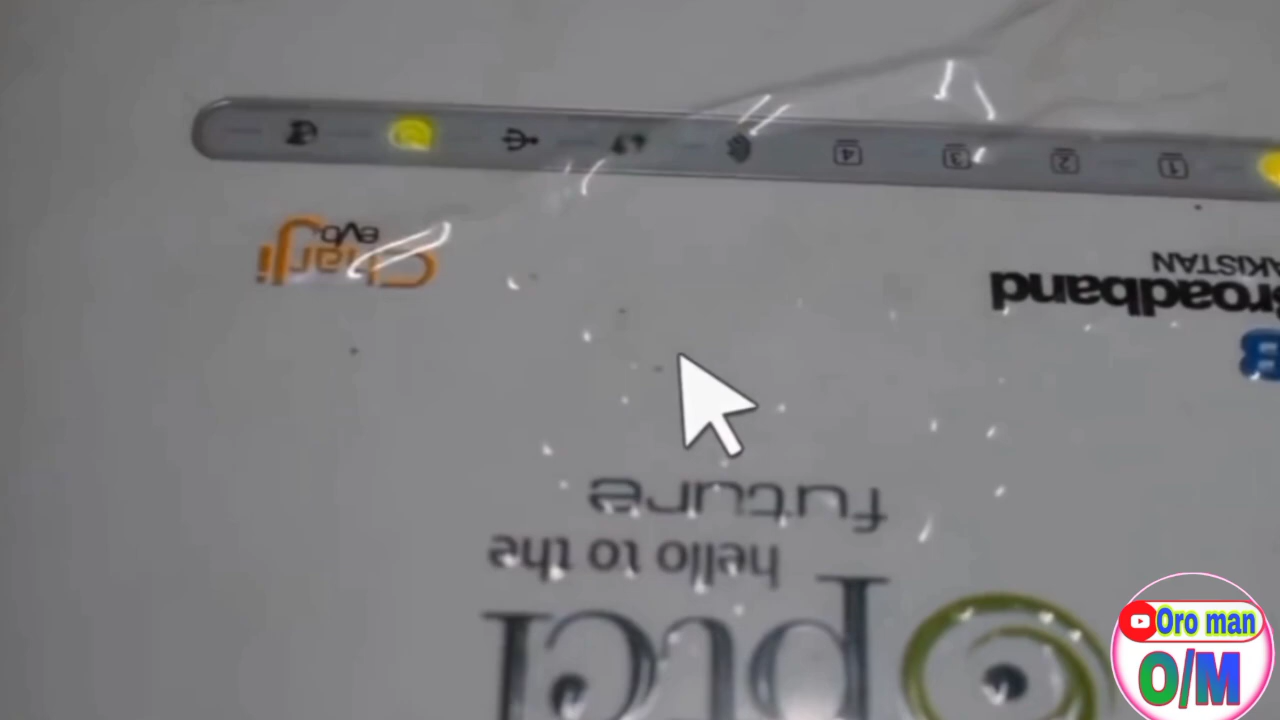 ptcl
hello to the
future
Broadband
PAKISTAN
Charji
evo
1
2
3
4
Oro man
O/M